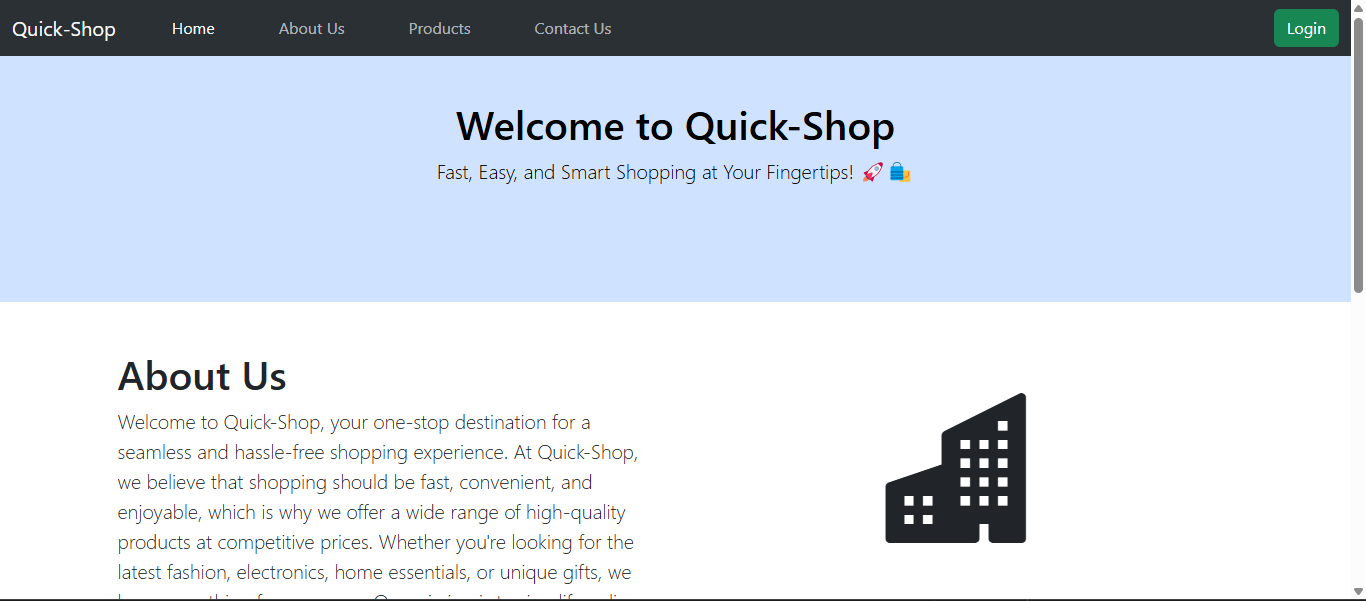 Quick-Shop Home About Us Products Contact Us Login
Welcome to Quick-Shop
Fast, Easy, and Smart Shopping at Your Fingertips! 🚀 🛍️
About Us
Welcome to Quick-Shop, your one-stop destination for a
seamless and hassle-free shopping experience. At Quick-Shop,
we believe that shopping should be fast, convenient, and
enjoyable, which is why we offer a wide range of high-quality
products at competitive prices. Whether you're looking for the
latest fashion, electronics, home essentials, or unique gifts, we